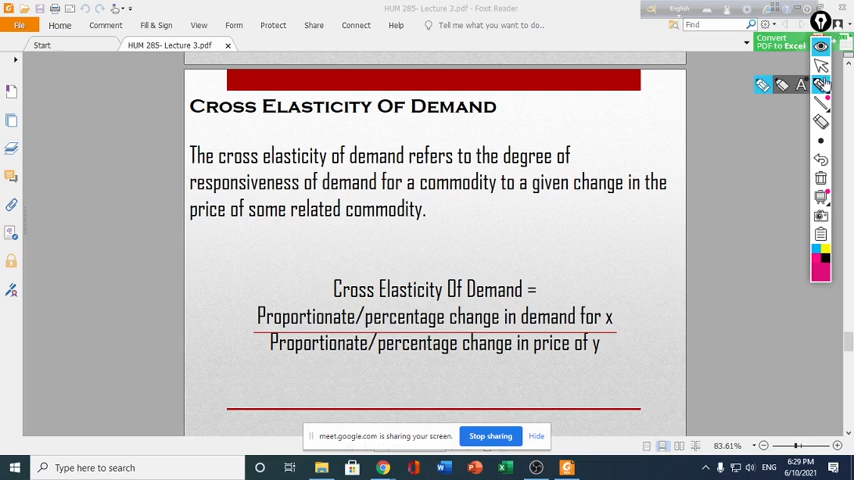 HUM 285- Lecture 3.pdf - Foxit Reader
English
File Home Comment Fill & Sign View Form Protect Share Connect Help Tell me what you want to do... Find
Start HUM 285- Lecture 3.pdf
Convert
PDF to Excel
CROSS ELASTICITY OF DEMAND
The cross elasticity of demand refers to the degree of
responsiveness of demand for a commodity to a given change in the
price of some related commodity.
Cross Elasticity Of Demand =
Proportionate/percentage change in demand for x
Proportionate/percentage change in price of y
meet.google.com is sharing your screen. Stop sharing Hide
83.61%
Type here to search
ENG
6:29 PM
6/10/2021